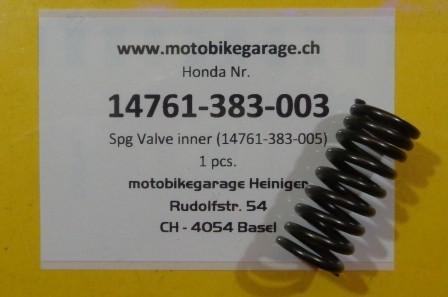 www.motobikegarage.ch
Honda Nr.
14761-383-003
Spg Valve inner (14761-383-005)
1 pcs.
motobikegarage Heiniger
Rudolfstr. 54
CH - 4054 Basel